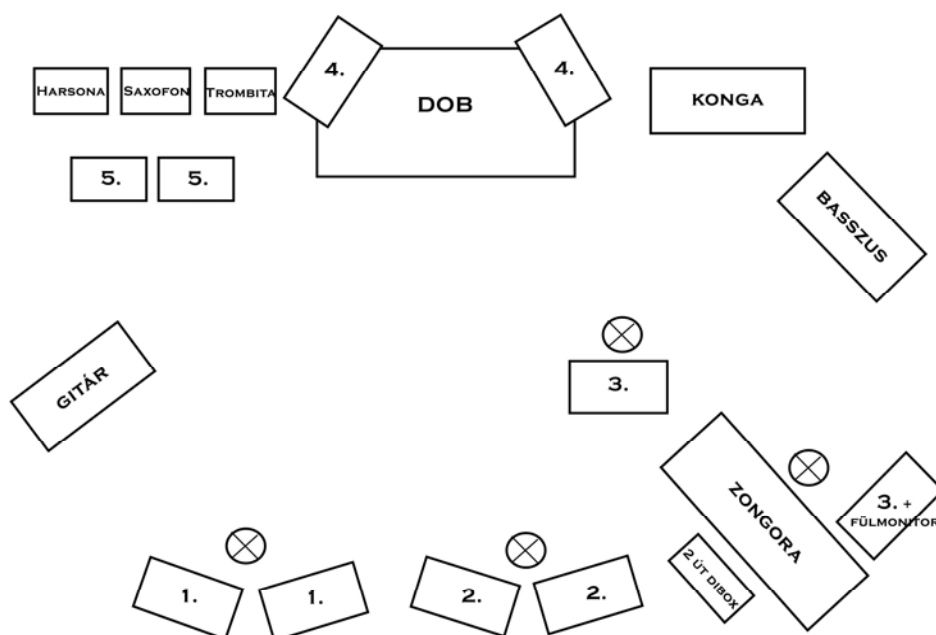 4.
4.
HARSONA
SAXOFON
TROMBITA
DOB
KONGA
5.
5.
BASSZUS
GITÁR
3.
ZONGORA
3. +
FÜLMONITOR
2 ÚT DIBOX
1.
1.
2.
2.